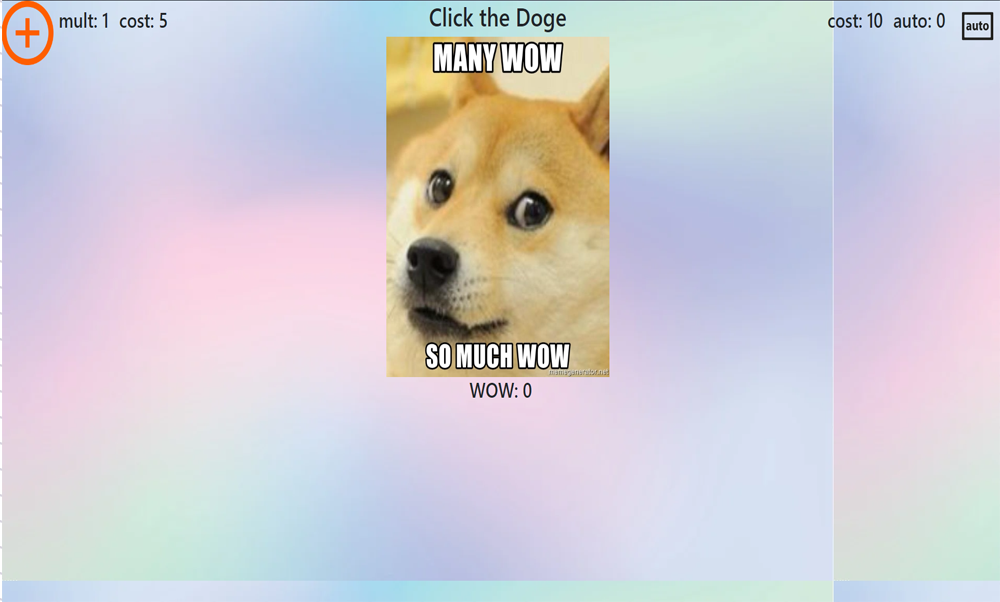 mult: 1 cost: 5
Click the Doge
cost: 10 auto: 0
auto
MANY WOW
SO MUCH WOW
memegenerator.net
WOW: 0